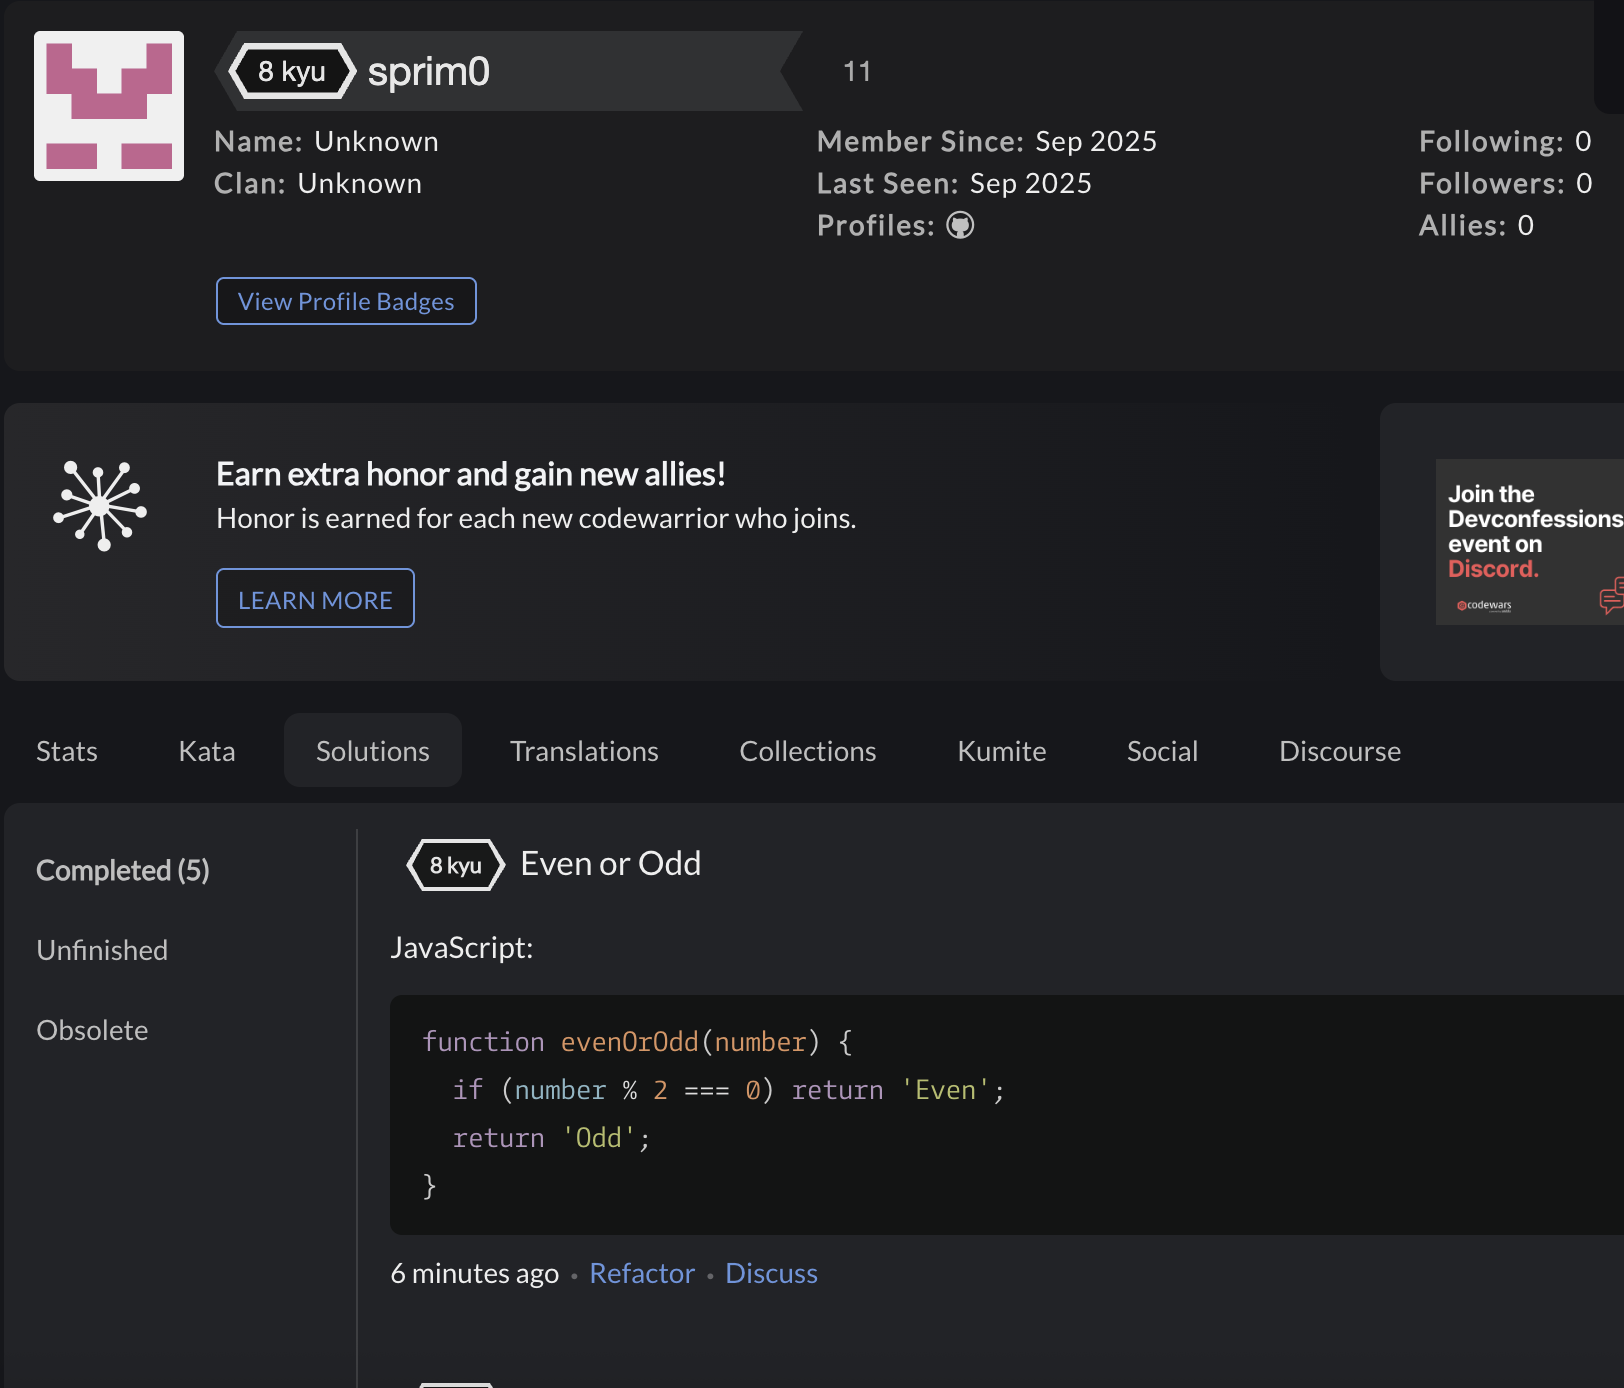 8 kyu sprim0
11
Name: Unknown
Clan: Unknown
Member Since: Sep 2025
Last Seen: Sep 2025
Profiles:
Following: 0
Followers: 0
Allies: 0
View Profile Badges
Earn extra honor and gain new allies!
Honor is earned for each new codewarrior who joins.
LEARN MORE
Join the
Devconfessions
event on
Discord.
codewars
Stats Kata Solutions Translations Collections Kumite Social Discourse
Completed (5)
Unfinished
Obsolete
8 kyu Even or Odd
JavaScript:
function evenOrOdd(number) {
  if (number % 2 === 0) return 'Even';
  return 'Odd';
}
6 minutes ago • Refactor • Discuss